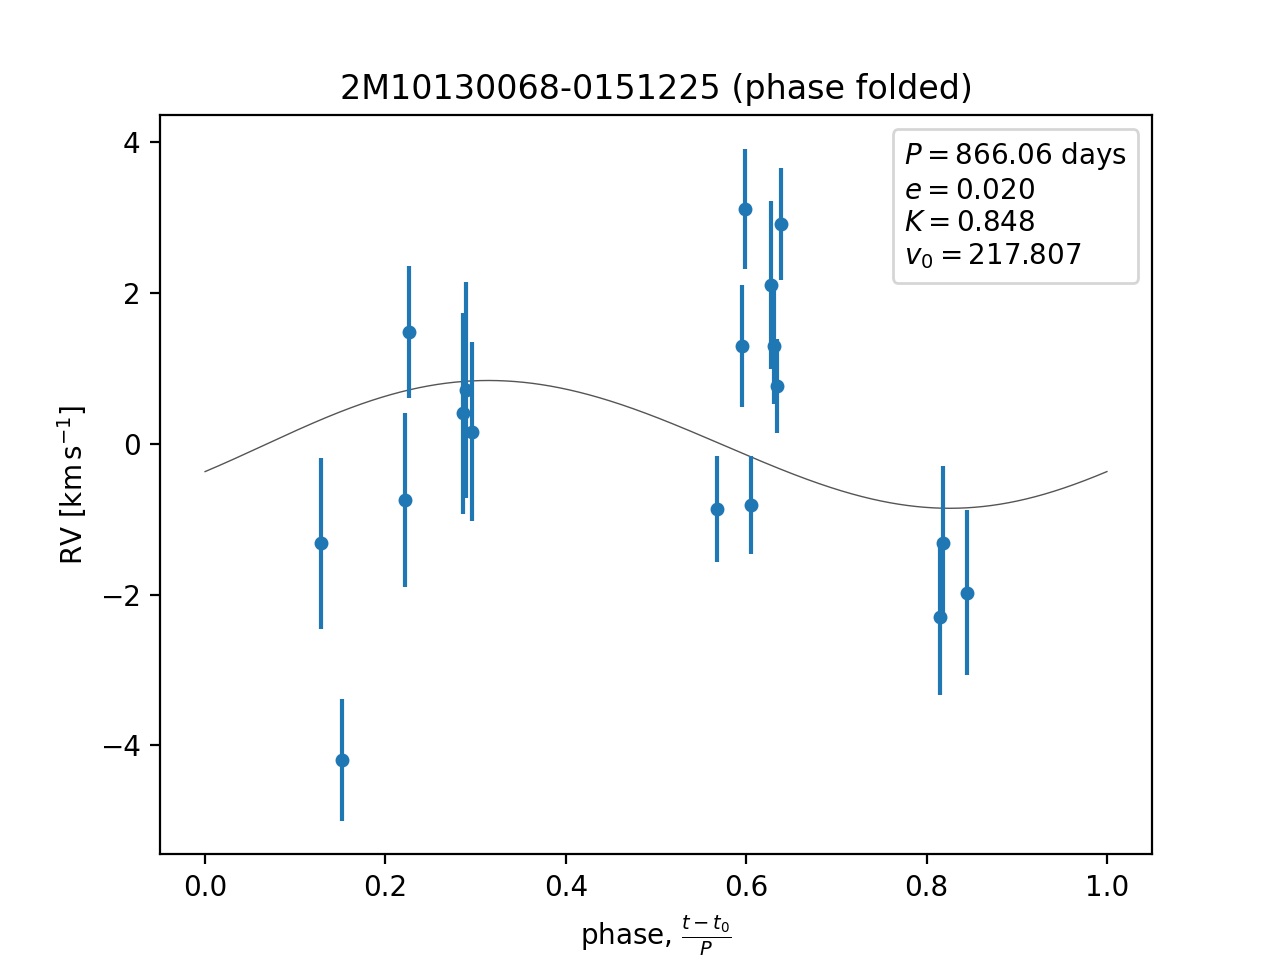 2M10130068-0151225 (phase folded)
P = 866.06 days
e = 0.020
K = 0.848
v₀ = 217.807
4
2
0
−2
−4
RV [km s⁻¹]
0.0 0.2 0.4 0.6 0.8 1.0
phase, (t − t₀)/P